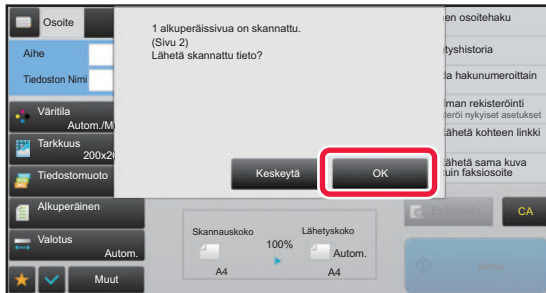 Osoite
Aihe
Tiedoston Nimi
Väritila
Autom./M
Tarkkuus
200x2
Tiedostomuoto
Alkuperäinen
Valotus
Autom.
Muut
1 alkuperäissivua on skannattu.
(Sivu 2)
Lähetä skannattu tieto?
Keskeytä
OK
Skannauskoko
100%
Lähetyskoko
Autom.
A4
A4
en osoitehaku
tyshistoria
a hakunumeroittain
man rekisteröinti
teröi nykyiset asetukset
ähetä kohteen linkki
ähetä sama kuva
uin faksiosoite
CA
Aloita